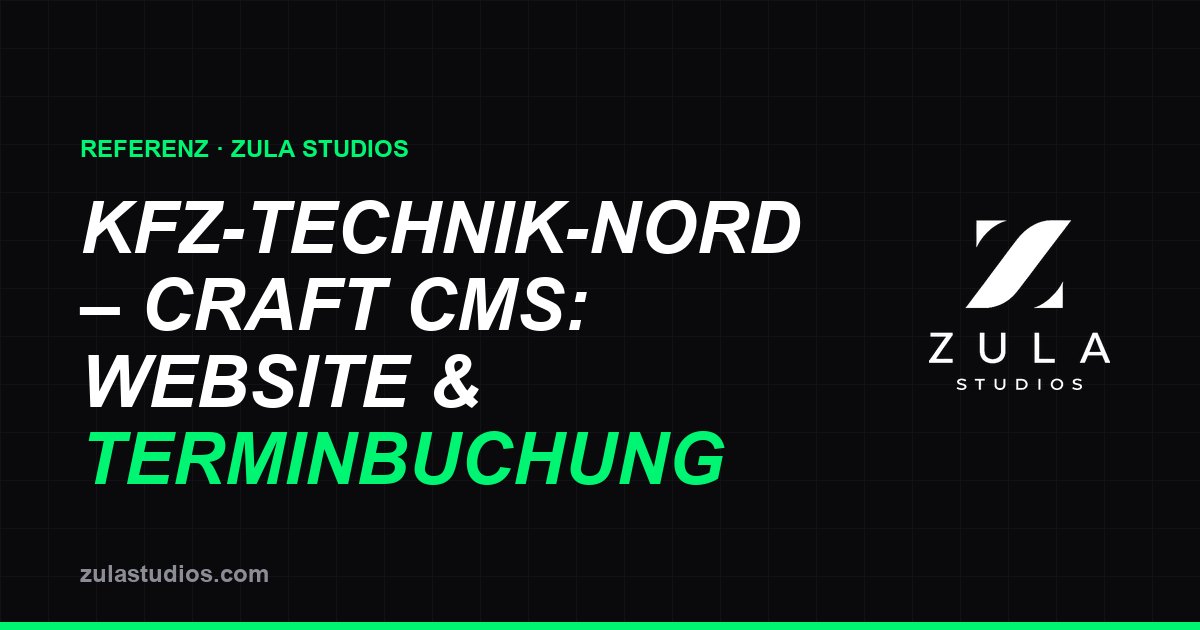 REFERENZ · ZULA STUDIOS
KFZ-TECHNIK-NORD
– CRAFT CMS:
WEBSITE &
TERMINBUCHUNG
ZULA
STUDIOS
zulastudios.com